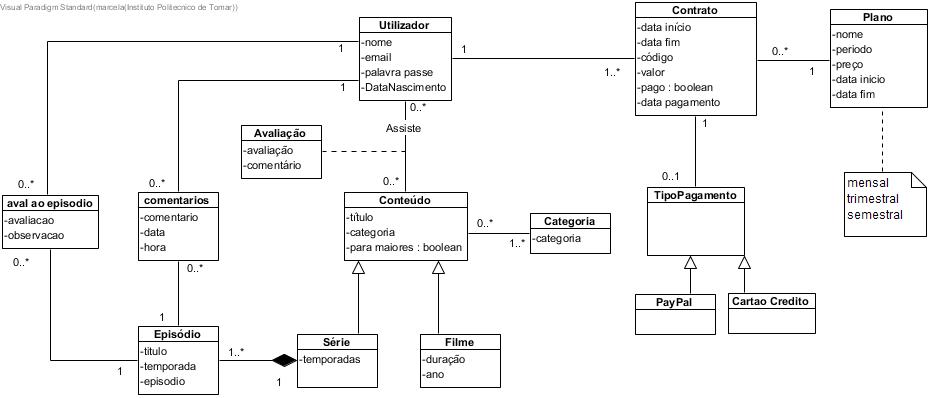 Visual Paradigm Standard(marcela(Instituto Politecnico de Tomar))
Utilizador
-nome
-email
-palavra passe
-DataNascimento
1
1
1
1..*
Contrato
-data início
-data fim
-código
-valor
-pago : boolean
-data pagamento
0..*
1
Plano
-nome
-periodo
-preço
-data inicio
-data fim
mensal
trimestral
semestral
0..*
Assiste
0..*
Avaliação
-avaliação
-comentário
1
0..1
TipoPagamento
PayPal
Cartao Credito
0..*
aval ao episodio
-avaliacao
-observacao
0..*
0..*
comentarios
-comentario
-data
-hora
0..*
1
Conteúdo
-título
-categoria
-para maiores : boolean
0..*
1..*
Categoria
-categoria
Episódio
-titulo
-temporada
-episodio
1
1..*
1
Série
-temporadas
Filme
-duração
-ano